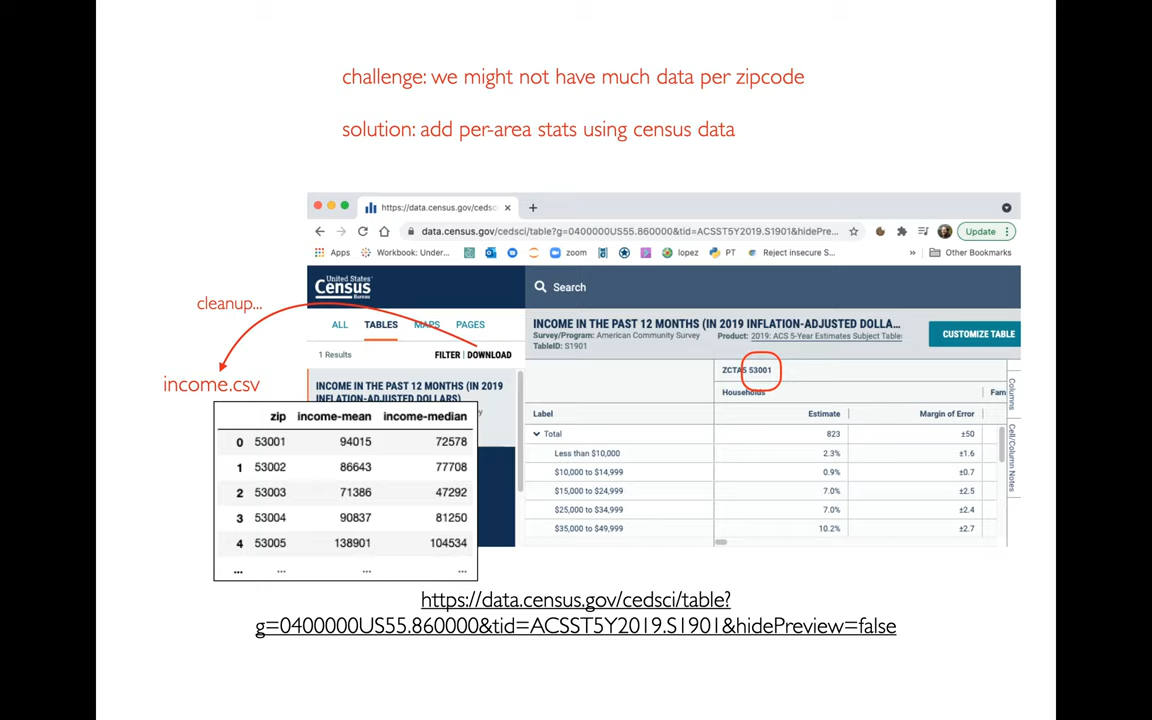 challenge: we might not have much data per zipcode
solution: add per-area stats using census data
https://data.census.gov/cedsc
data.census.gov/cedsci/table?g=0400000US55.860000&tid=ACSST5Y2019.S1901&hidePre...
Update
Apps
Workbook: Under...
zoom
lopez
PT
Reject insecure S...
»
Other Bookmarks
United States®
Census
Bureau
Search
cleanup...
ALL
TABLES
MAPS
PAGES
1 Results
FILTER | DOWNLOAD
INCOME IN THE PAST 12 MONTHS (IN 2019
INFLATION-ADJUSTED DOLLARS)
INCOME IN THE PAST 12 MONTHS (IN 2019 INFLATION-ADJUSTED DOLLA...
Survey/Program: American Community Survey
Product: 2019: ACS 5-Year Estimates Subject Table
TableID: S1901
CUSTOMIZE TABLE
ZCTA5 53001
Households
Fam
Label
Estimate
Margin of Error
Total 823 ±50
Less than $10,000 2.3% ±1.6
$10,000 to $14,999 0.9% ±0.7
$15,000 to $24,999 7.0% ±2.5
$25,000 to $34,999 7.0% ±2.4
$35,000 to $49,999 10.2% ±2.7
Columns
Cell/Column Notes
income.csv
zip income-mean income-median
0 53001 94015 72578
1 53002 86643 77708
2 53003 71386 47292
3 53004 90837 81250
4 53005 138901 104534
... ... ... ...
https://data.census.gov/cedsci/table?
g=0400000US55.860000&tid=ACSST5Y2019.S1901&hidePreview=false